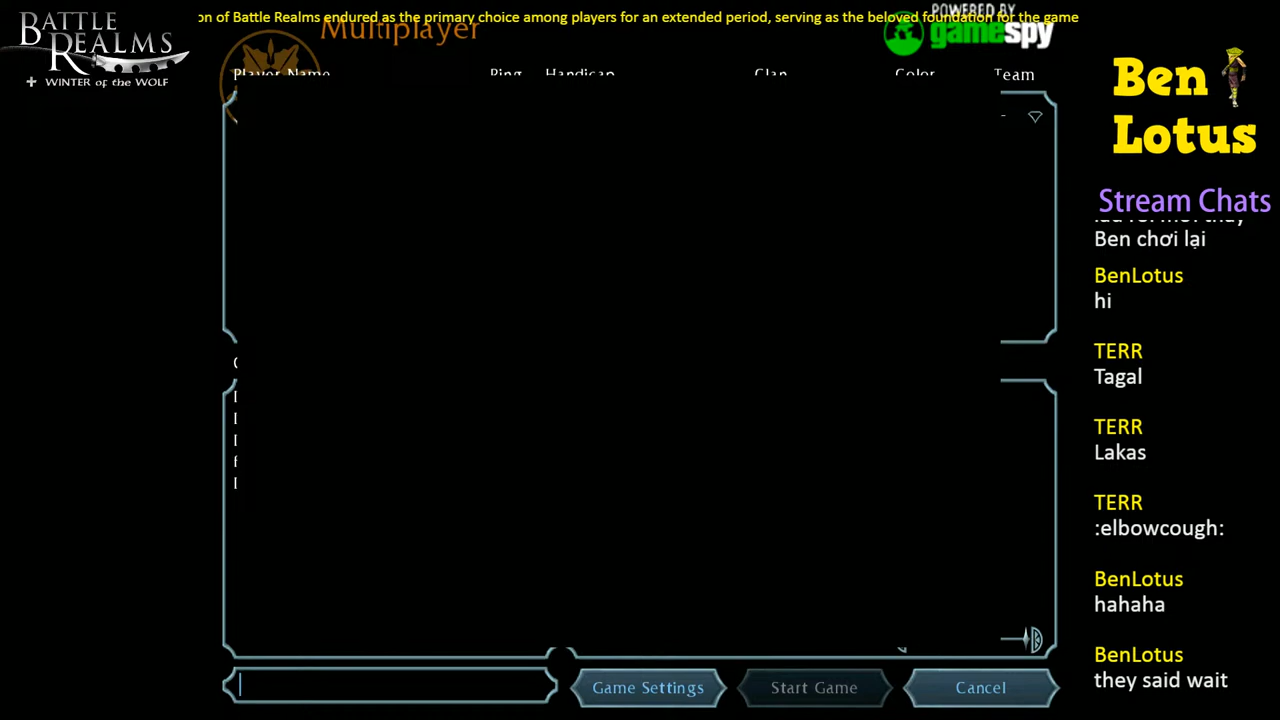 on of Battle Realms endured as the primary choice among players for an extended period, serving as the beloved foundation for the game
BATTLE
REALMS
+ WINTER of the WOLF
Multiplayer
POWERED BY
gamespy
Player Name Ping Handicap Clan Color Team
Ben
Lotus
Stream Chats
Ben chơi lại
BenLotus
hi
TERR
Tagal
TERR
Lakas
TERR
:elbowcough:
BenLotus
hahaha
BenLotus
they said wait
Game Settings
Start Game
Cancel